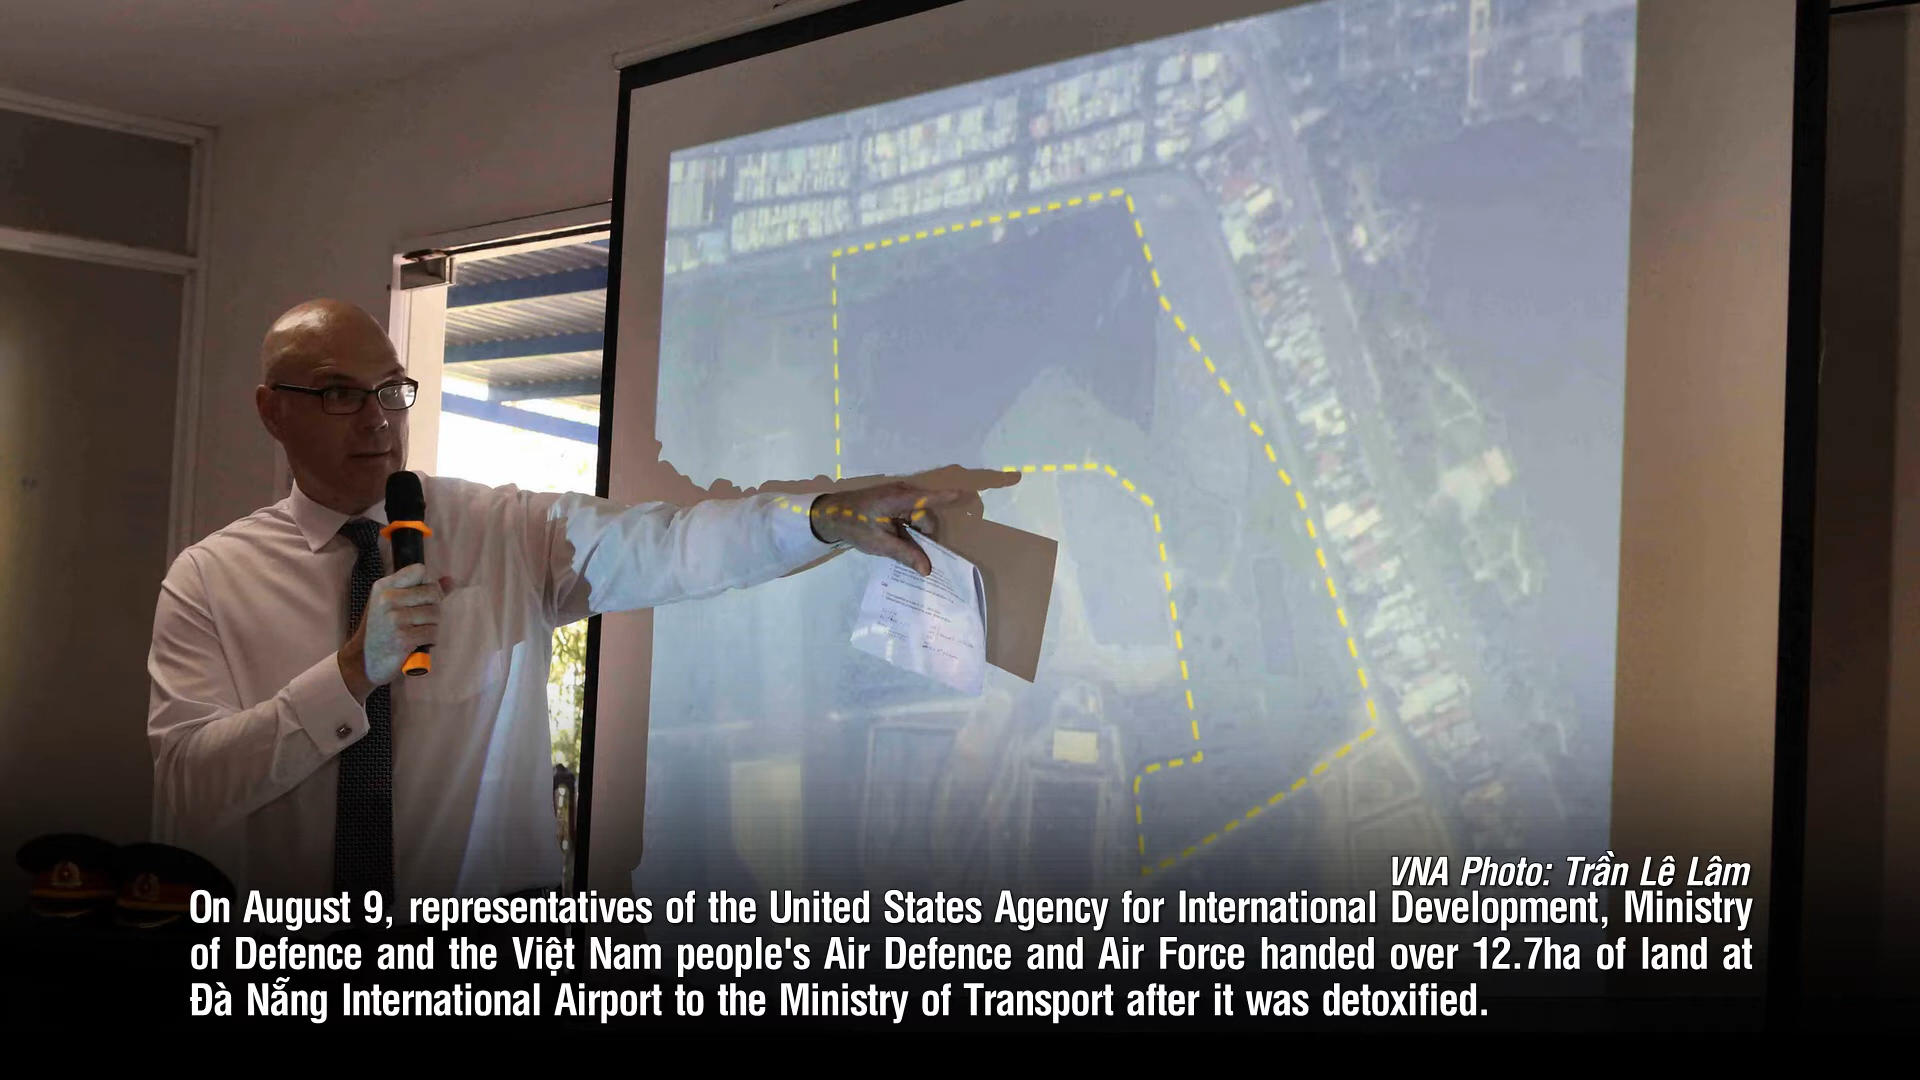 VNA Photo: Trần Lê Lâm
On August 9, representatives of the United States Agency for International Development, Ministry
of Defence and the Việt Nam people's Air Defence and Air Force handed over 12.7ha of land at
Đà Nẵng International Airport to the Ministry of Transport after it was detoxified.